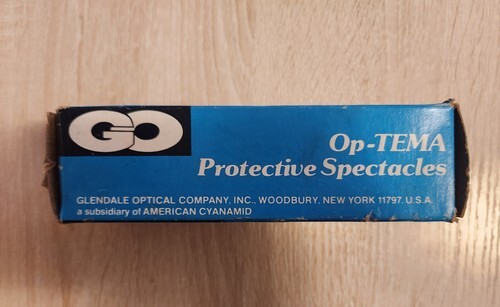 GO
Op-TEMA
Protective Spectacles
GLENDALE OPTICAL COMPANY, INC., WOODBURY, NEW YORK 11797, U.S.A.
a subsidiary of AMERICAN CYANAMID